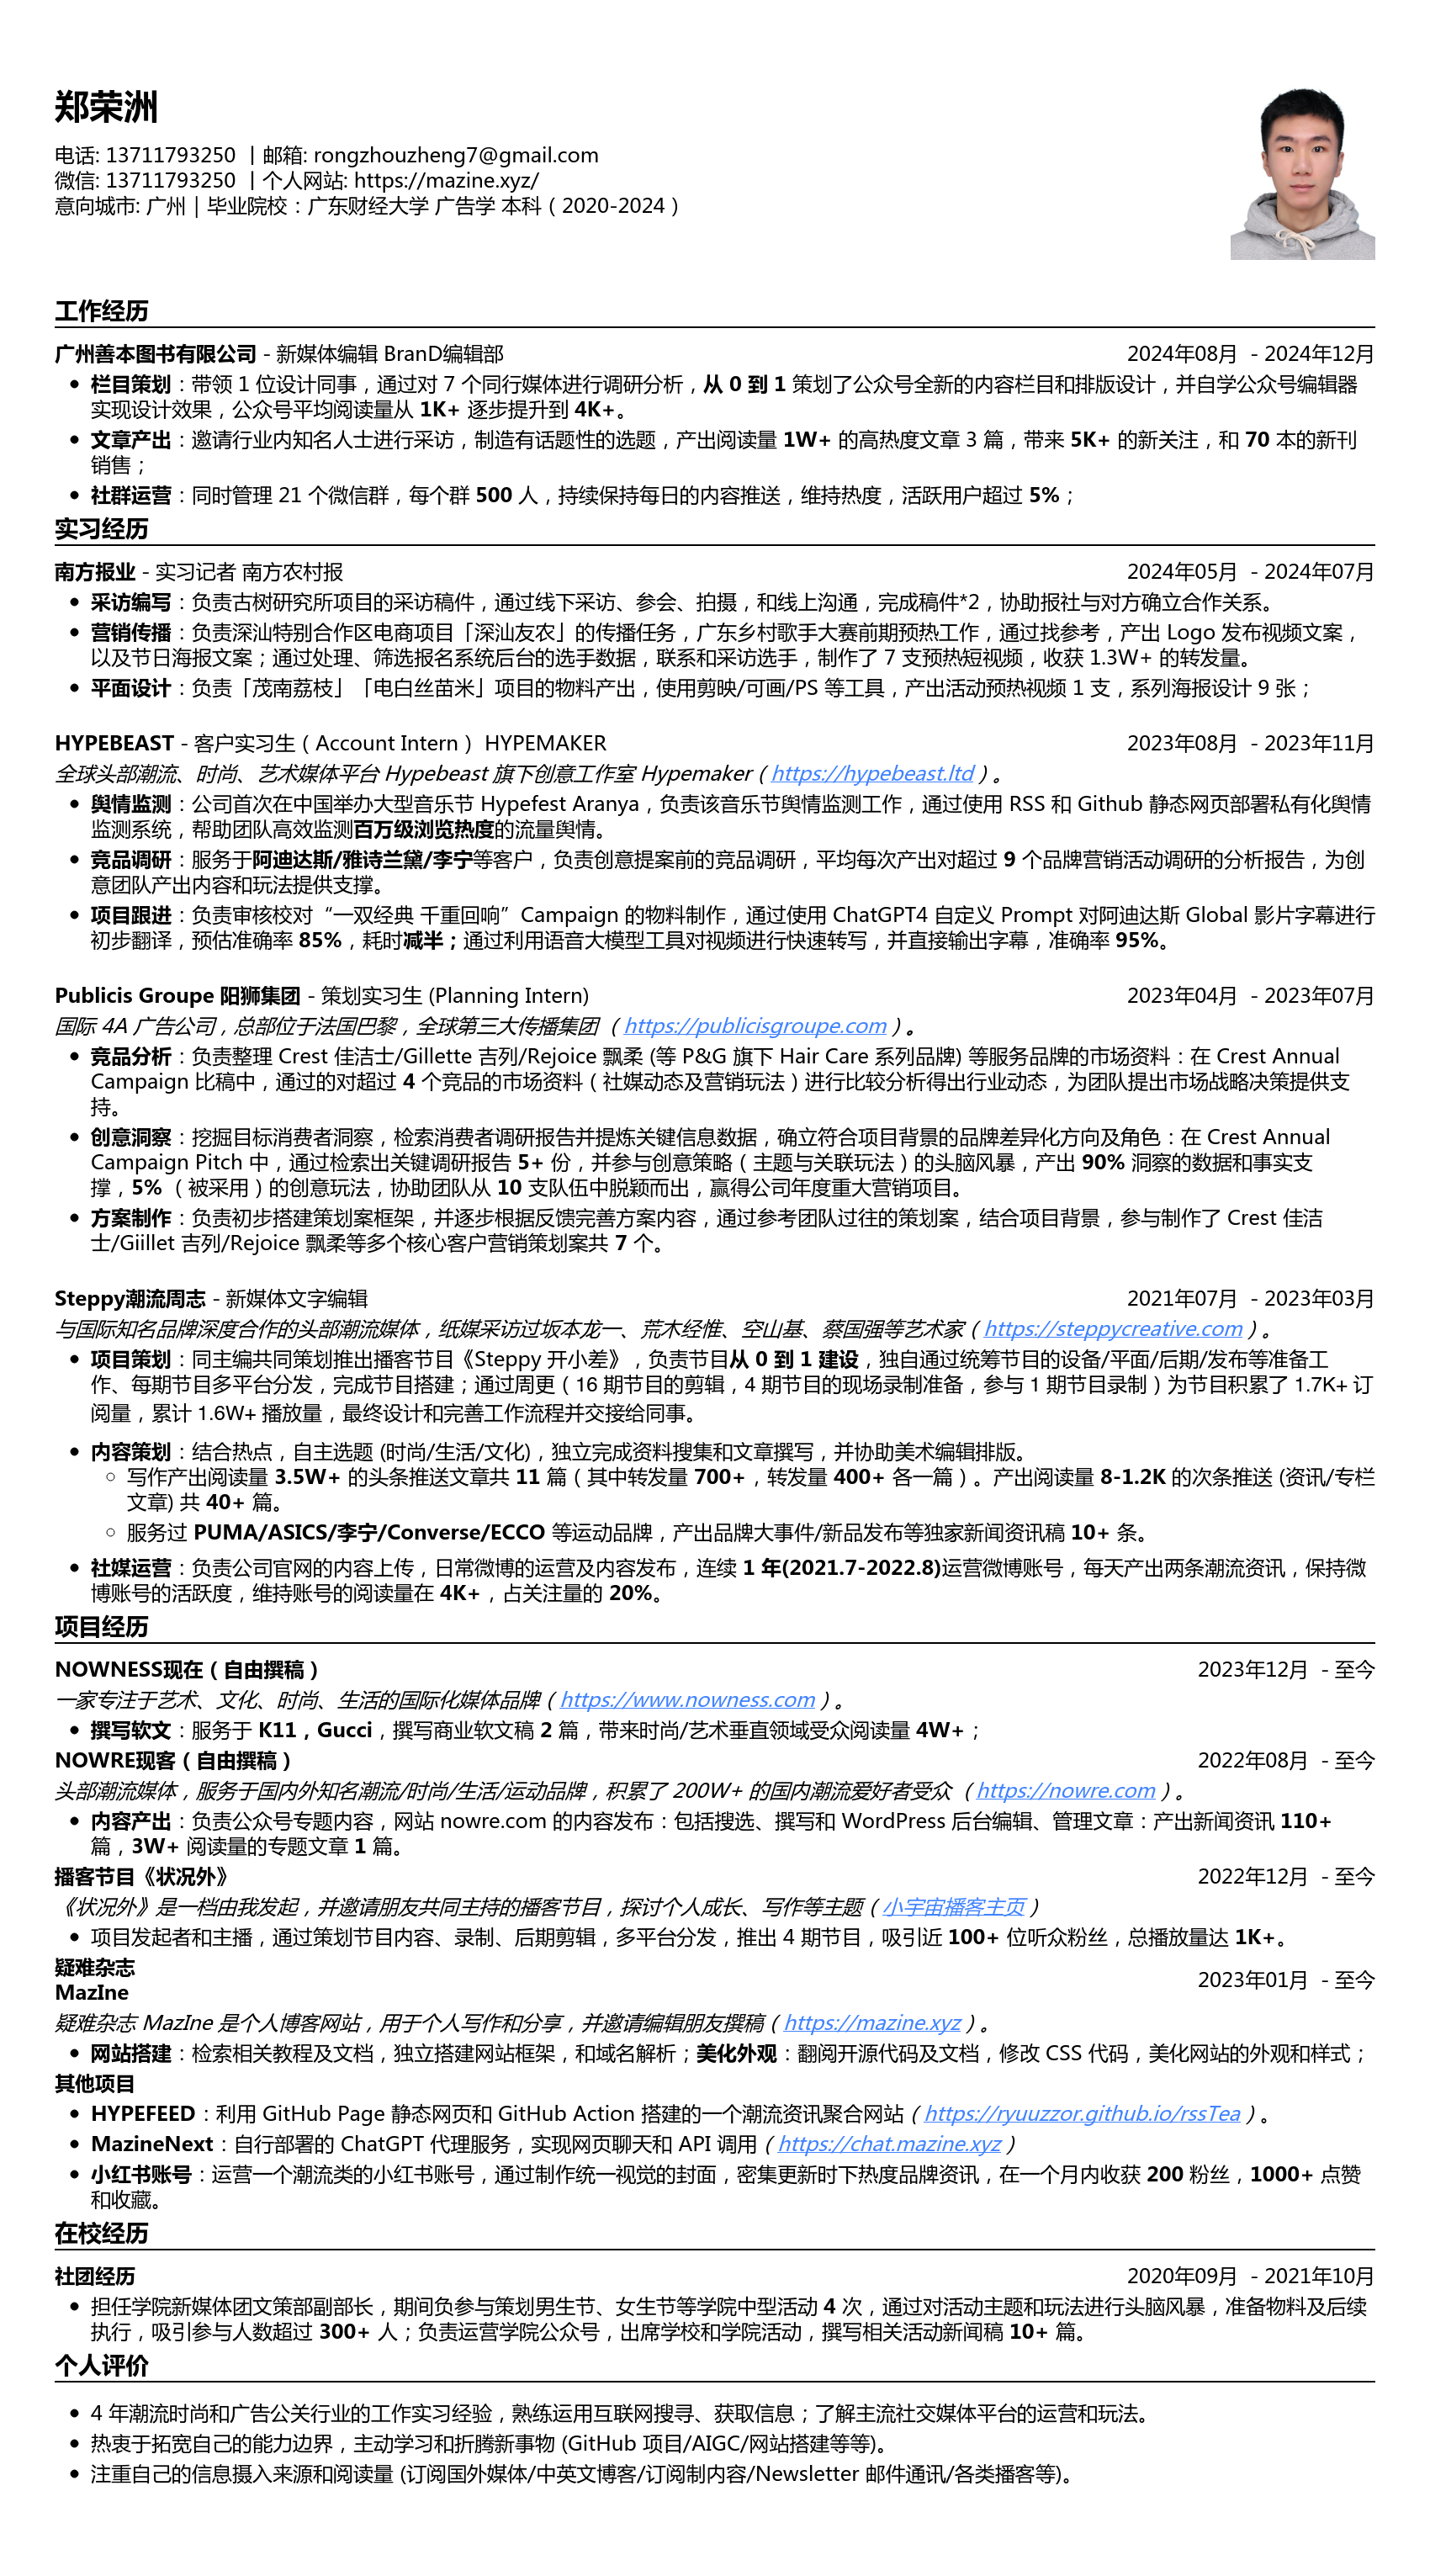 郑荣洲
电话: 13711793250 | 邮箱: rongzhouzheng7@gmail.com
微信: 13711793250 | 个人网站: https://mazine.xyz/
意向城市: 广州 | 毕业院校：广东财经大学 广告学 本科（2020-2024）
工作经历
广州善本图书有限公司 - 新媒体编辑 BranD编辑部 2024年08月 - 2024年12月
• 栏目策划：带领 1 位设计同事，通过对 7 个同行媒体进行调研分析，从 0 到 1 策划了公众号全新的内容栏目和排版设计，并自学公众号编辑器
实现设计效果，公众号平均阅读量从 1K+ 逐步提升到 4K+。
• 文章产出：邀请行业内知名人士进行采访，制造有话题性的选题，产出阅读量 1W+ 的高热度文章 3 篇，带来 5K+ 的新关注，和 70 本的新刊
销售；
• 社群运营：同时管理 21 个微信群，每个群 500 人，持续保持每日的内容推送，维持热度，活跃用户超过 5%；
实习经历
南方报业 - 实习记者 南方农村报 2024年05月 - 2024年07月
• 采访编写：负责古树研究所项目的采访稿件，通过线下采访、参会、拍摄，和线上沟通，完成稿件*2，协助报社与对方确立合作关系。
• 营销传播：负责深汕特别合作区电商项目「深汕友农」的传播任务，广东乡村歌手大赛前期预热工作，通过找参考，产出 Logo 发布视频文案，
以及节日海报文案；通过处理、筛选报名系统后台的选手数据，联系和采访选手，制作了 7 支预热短视频，收获 1.3W+ 的转发量。
• 平面设计：负责「茂南荔枝」「电白丝苗米」项目的物料产出，使用剪映/可画/PS 等工具，产出活动预热视频 1 支，系列海报设计 9 张；
HYPEBEAST - 客户实习生（Account Intern） HYPEMAKER 2023年08月 - 2023年11月
全球头部潮流、时尚、艺术媒体平台 Hypebeast 旗下创意工作室 Hypemaker（https://hypebeast.ltd）。
• 舆情监测：公司首次在中国举办大型音乐节 Hypefest Aranya，负责该音乐节舆情监测工作，通过使用 RSS 和 Github 静态网页部署私有化舆情
监测系统，帮助团队高效监测百万级浏览热度的流量舆情。
• 竞品调研：服务于阿迪达斯/雅诗兰黛/李宁等客户，负责创意提案前的竞品调研，平均每次产出对超过 9 个品牌营销活动调研的分析报告，为创
意团队产出内容和玩法提供支撑。
• 项目跟进：负责审核校对“一双经典 千重回响”Campaign 的物料制作，通过使用 ChatGPT4 自定义 Prompt 对阿迪达斯 Global 影片字幕进行
初步翻译，预估准确率 85%，耗时减半；通过利用语音大模型工具对视频进行快速转写，并直接输出字幕，准确率 95%。
Publicis Groupe 阳狮集团 - 策划实习生 (Planning Intern) 2023年04月 - 2023年07月
国际 4A 广告公司，总部位于法国巴黎，全球第三大传播集团 （https://publicisgroupe.com）。
• 竞品分析：负责整理 Crest 佳洁士/Gillette 吉列/Rejoice 飘柔 (等 P&G 旗下 Hair Care 系列品牌) 等服务品牌的市场资料：在 Crest Annual
Campaign 比稿中，通过的对超过 4 个竞品的市场资料（社媒动态及营销玩法）进行比较分析得出行业动态，为团队提出市场战略决策提供支
持。
• 创意洞察：挖掘目标消费者洞察，检索消费者调研报告并提炼关键信息数据，确立符合项目背景的品牌差异化方向及角色：在 Crest Annual
Campaign Pitch 中，通过检索出关键调研报告 5+ 份，并参与创意策略（主题与关联玩法）的头脑风暴，产出 90% 洞察的数据和事实支
撑，5% （被采用）的创意玩法，协助团队从 10 支队伍中脱颖而出，赢得公司年度重大营销项目。
• 方案制作：负责初步搭建策划案框架，并逐步根据反馈完善方案内容，通过参考团队过往的策划案，结合项目背景，参与制作了 Crest 佳洁
士/Giillet 吉列/Rejoice 飘柔等多个核心客户营销策划案共 7 个。
Steppy潮流周志 - 新媒体文字编辑 2021年07月 - 2023年03月
与国际知名品牌深度合作的头部潮流媒体，纸媒采访过坂本龙一、荒木经惟、空山基、蔡国强等艺术家（https://steppycreative.com）。
• 项目策划：同主编共同策划推出播客节目《Steppy 开小差》，负责节目从 0 到 1 建设，独自通过统筹节目的设备/平面/后期/发布等准备工
作、每期节目多平台分发，完成节目搭建；通过周更（16 期节目的剪辑，4 期节目的现场录制准备，参与 1 期节目录制）为节目积累了 1.7K+ 订
阅量，累计 1.6W+ 播放量，最终设计和完善工作流程并交接给同事。
• 内容策划：结合热点，自主选题 (时尚/生活/文化)，独立完成资料搜集和文章撰写，并协助美术编辑排版。
○ 写作产出阅读量 3.5W+ 的头条推送文章共 11 篇（其中转发量 700+，转发量 400+ 各一篇）。产出阅读量 8-1.2K 的次条推送 (资讯/专栏
文章) 共 40+ 篇。
○ 服务过 PUMA/ASICS/李宁/Converse/ECCO 等运动品牌，产出品牌大事件/新品发布等独家新闻资讯稿 10+ 条。
• 社媒运营：负责公司官网的内容上传，日常微博的运营及内容发布，连续 1 年(2021.7-2022.8)运营微博账号，每天产出两条潮流资讯，保持微
博账号的活跃度，维持账号的阅读量在 4K+，占关注量的 20%。
项目经历
NOWNESS现在（自由撰稿） 2023年12月 - 至今
一家专注于艺术、文化、时尚、生活的国际化媒体品牌（https://www.nowness.com）。
• 撰写软文：服务于 K11，Gucci，撰写商业软文稿 2 篇，带来时尚/艺术垂直领域受众阅读量 4W+；
NOWRE现客（自由撰稿） 2022年08月 - 至今
头部潮流媒体，服务于国内外知名潮流/时尚/生活/运动品牌，积累了 200W+ 的国内潮流爱好者受众 （https://nowre.com）。
• 内容产出：负责公众号专题内容，网站 nowre.com 的内容发布：包括搜选、撰写和 WordPress 后台编辑、管理文章：产出新闻资讯 110+
篇，3W+ 阅读量的专题文章 1 篇。
播客节目《状况外》 2022年12月 - 至今
《状况外》是一档由我发起，并邀请朋友共同主持的播客节目，探讨个人成长、写作等主题（小宇宙播客主页）
• 项目发起者和主播，通过策划节目内容、录制、后期剪辑，多平台分发，推出 4 期节目，吸引近 100+ 位听众粉丝，总播放量达 1K+。
疑难杂志
MazIne 2023年01月 - 至今
疑难杂志 MazIne 是个人博客网站，用于个人写作和分享，并邀请编辑朋友撰稿（https://mazine.xyz）。
• 网站搭建：检索相关教程及文档，独立搭建网站框架，和域名解析；美化外观：翻阅开源代码及文档，修改 CSS 代码，美化网站的外观和样式；
其他项目
• HYPEFEED：利用 GitHub Page 静态网页和 GitHub Action 搭建的一个潮流资讯聚合网站（https://ryuuzzor.github.io/rssTea）。
• MazineNext：自行部署的 ChatGPT 代理服务，实现网页聊天和 API 调用（https://chat.mazine.xyz）
• 小红书账号：运营一个潮流类的小红书账号，通过制作统一视觉的封面，密集更新时下热度品牌资讯，在一个月内收获 200 粉丝，1000+ 点赞
和收藏。
在校经历
社团经历 2020年09月 - 2021年10月
• 担任学院新媒体团文策部副部长，期间负参与策划男生节、女生节等学院中型活动 4 次，通过对活动主题和玩法进行头脑风暴，准备物料及后续
执行，吸引参与人数超过 300+ 人；负责运营学院公众号，出席学校和学院活动，撰写相关活动新闻稿 10+ 篇。
个人评价
• 4 年潮流时尚和广告公关行业的工作实习经验，熟练运用互联网搜寻、获取信息；了解主流社交媒体平台的运营和玩法。
• 热衷于拓宽自己的能力边界，主动学习和折腾新事物 (GitHub 项目/AIGC/网站搭建等等)。
• 注重自己的信息摄入来源和阅读量 (订阅国外媒体/中英文博客/订阅制内容/Newsletter 邮件通讯/各类播客等)。